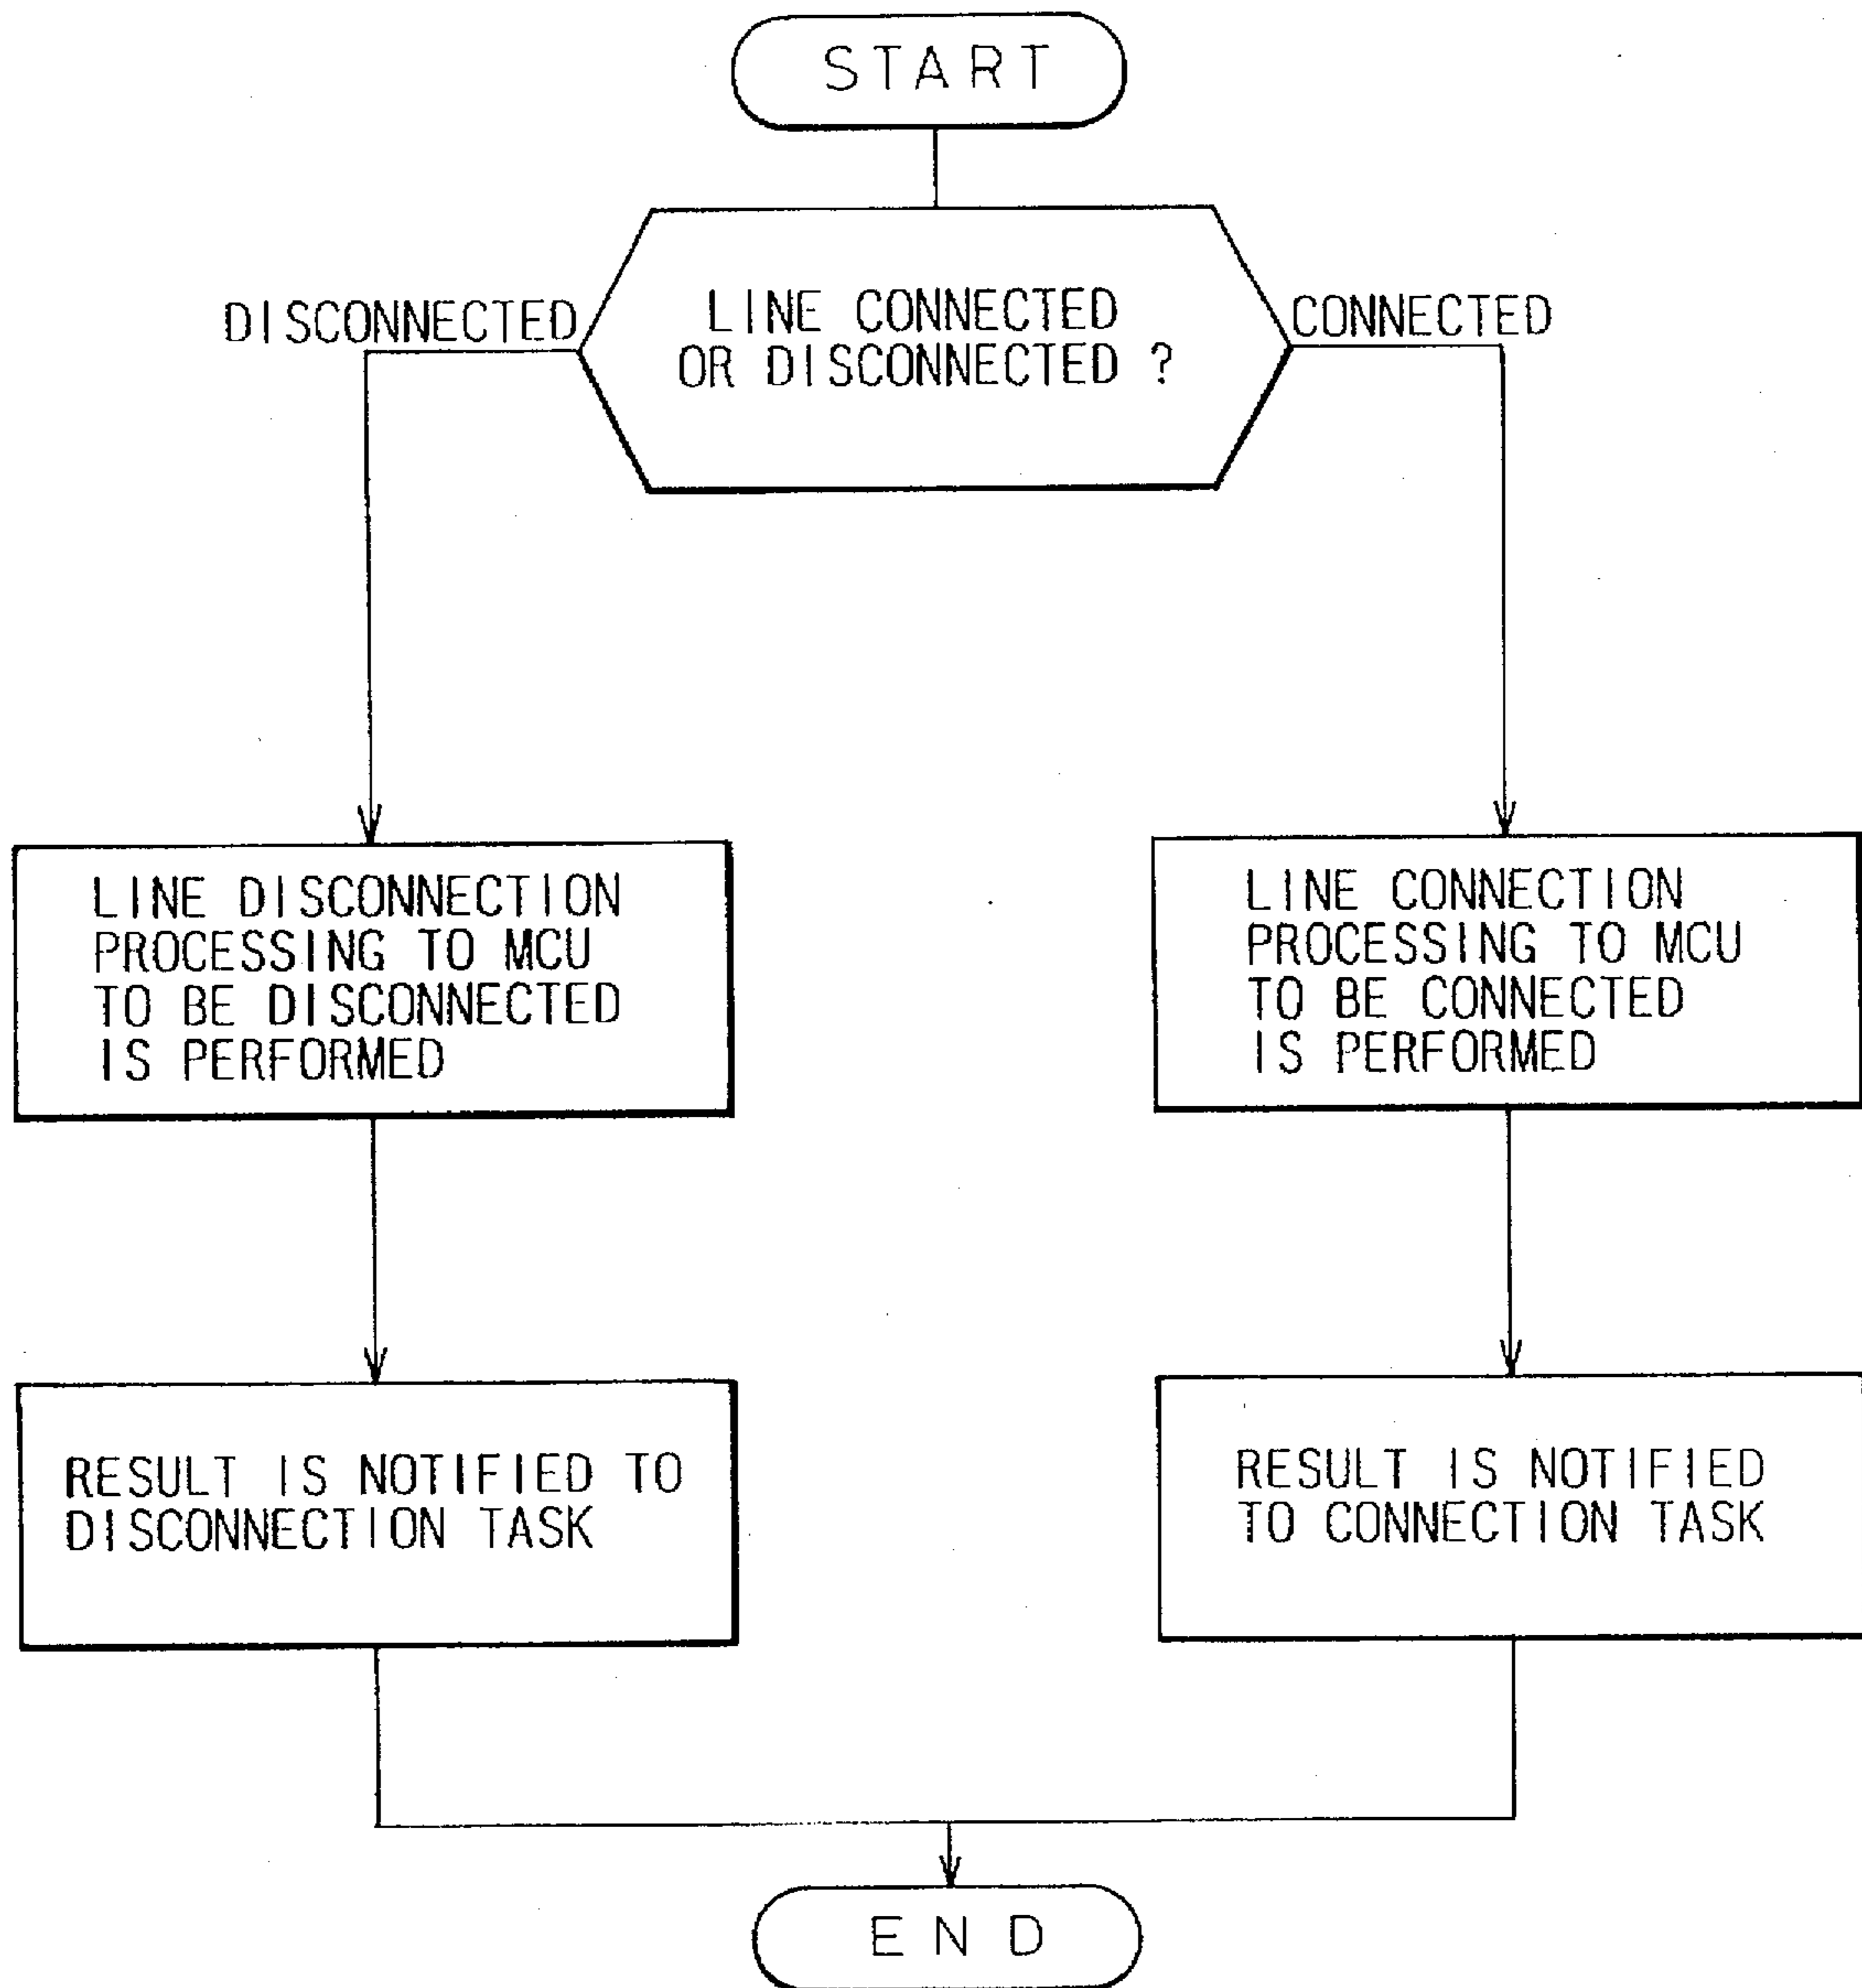 START
LINE CONNECTED
OR DISCONNECTED ?
DISCONNECTED
CONNECTED
LINE DISCONNECTION
PROCESSING TO MCU
TO BE DISCONNECTED
IS PERFORMED
LINE CONNECTION
PROCESSING TO MCU
TO BE CONNECTED
IS PERFORMED
RESULT IS NOTIFIED TO
DISCONNECTION TASK
RESULT IS NOTIFIED
TO CONNECTION TASK
END